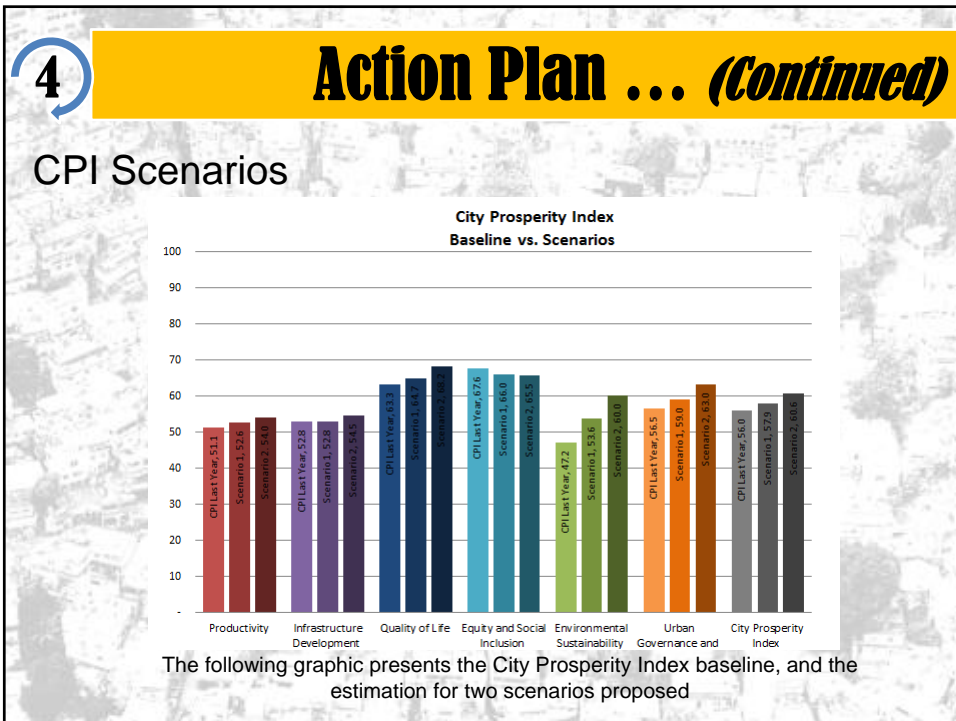 4
Action Plan ... (Continued)
CPI Scenarios
City Prosperity Index
Baseline vs. Scenarios
100
90
80
70
60
50
40
30
20
10
-
CPI Last Year, 51.1
Scenario 1, 52.6
Scenario 2, 54.0
CPI Last Year, 52.8
Scenario 1, 52.8
Scenario 2, 54.5
CPI Last Year, 63.3
Scenario 1, 64.7
Scenario 2, 68.2
CPI Last Year, 67.6
Scenario 1, 66.0
Scenario 2, 65.5
CPI Last Year, 47.2
Scenario 1, 53.6
Scenario 2, 60.0
CPI Last Year, 56.5
Scenario 1, 59.0
Scenario 2, 63.0
CPI Last Year, 56.0
Scenario 1, 57.9
Scenario 2, 60.6
Productivity
Infrastructure
Development
Quality of Life
Equity and Social
Inclusion
Environmental
Sustainability
Urban
Governance and
City Prosperity
Index
The following graphic presents the City Prosperity Index baseline, and the
estimation for two scenarios proposed